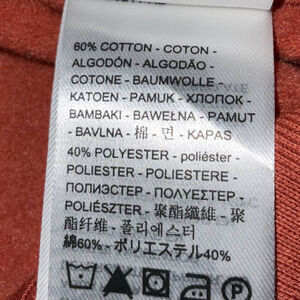 60% COTTON - COTON -
ALGODÓN - ALGODÃO -
COTONE - BAUMWOLLE -
KATOEN - PAMUK - ХЛОПОК -
BAMBAKI - BAWEŁNA - PAMUT
- BAVLNA - 棉 - 면 - KAPAS
40% POLYESTER - poliéster -
POLIESTER - POLIESTERE -
ПОЛИЭСТЕР - ПОЛУЕСТЕР -
POLIÉSZTER - 聚酯纖維 - 聚
酯纤维 - 폴리에스터
綿60% - ポリエステル40%